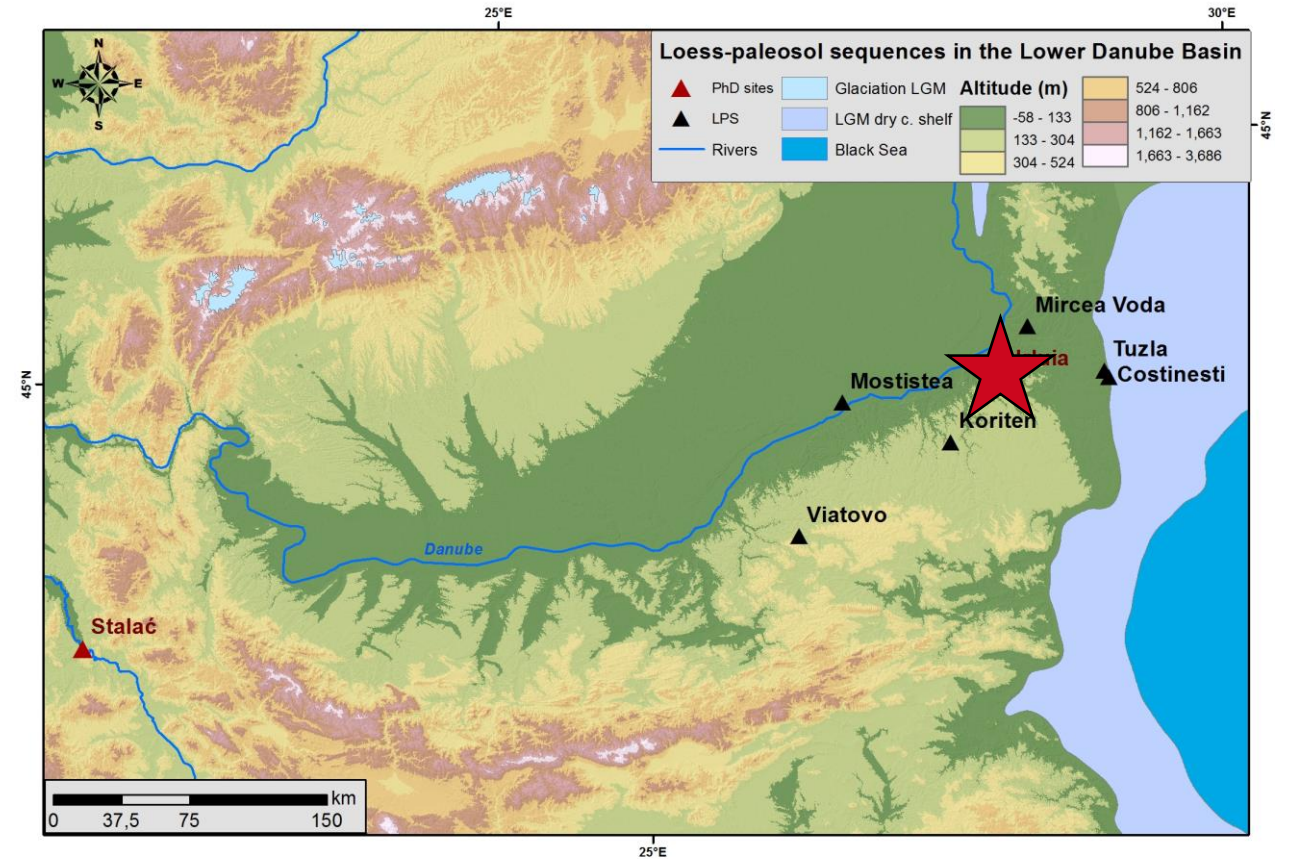 25°E
30°E
Loess-paleosol sequences in the Lower Danube Basin
PhD sites
LPS
Rivers
Glaciation LGM
LGM dry c. shelf
Black Sea
Altitude (m)
-58 - 133
133 - 304
304 - 524
524 - 806
806 - 1,162
1,162 - 1,663
1,663 - 3,686
N
W
E
S
45°N
45°N
Mircea Voda
Tuzla
Costinesti
Mostistea
Koriten
Viatovo
Danube
Stalać
km
0
37,5
75
150
25°E